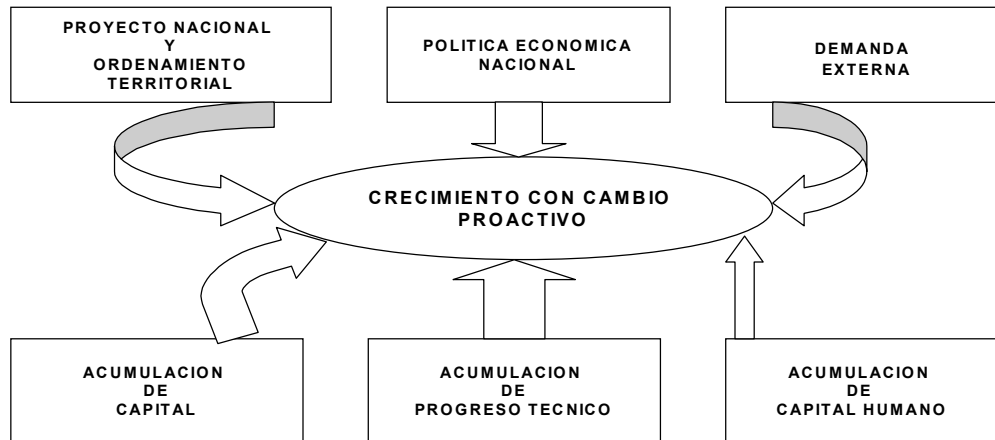 PROYECTO NACIONAL
Y
ORDENAMIENTO
TERRITORIAL
POLITICA ECONOMICA
NACIONAL
DEMANDA
EXTERNA
CRECIMIENTO CON CAMBIO
PROACTIVO
ACUMULACION
DE
CAPITAL
ACUMULACION
DE
PROGRESO TECNICO
ACUMULACION
DE
CAPITAL HUMANO